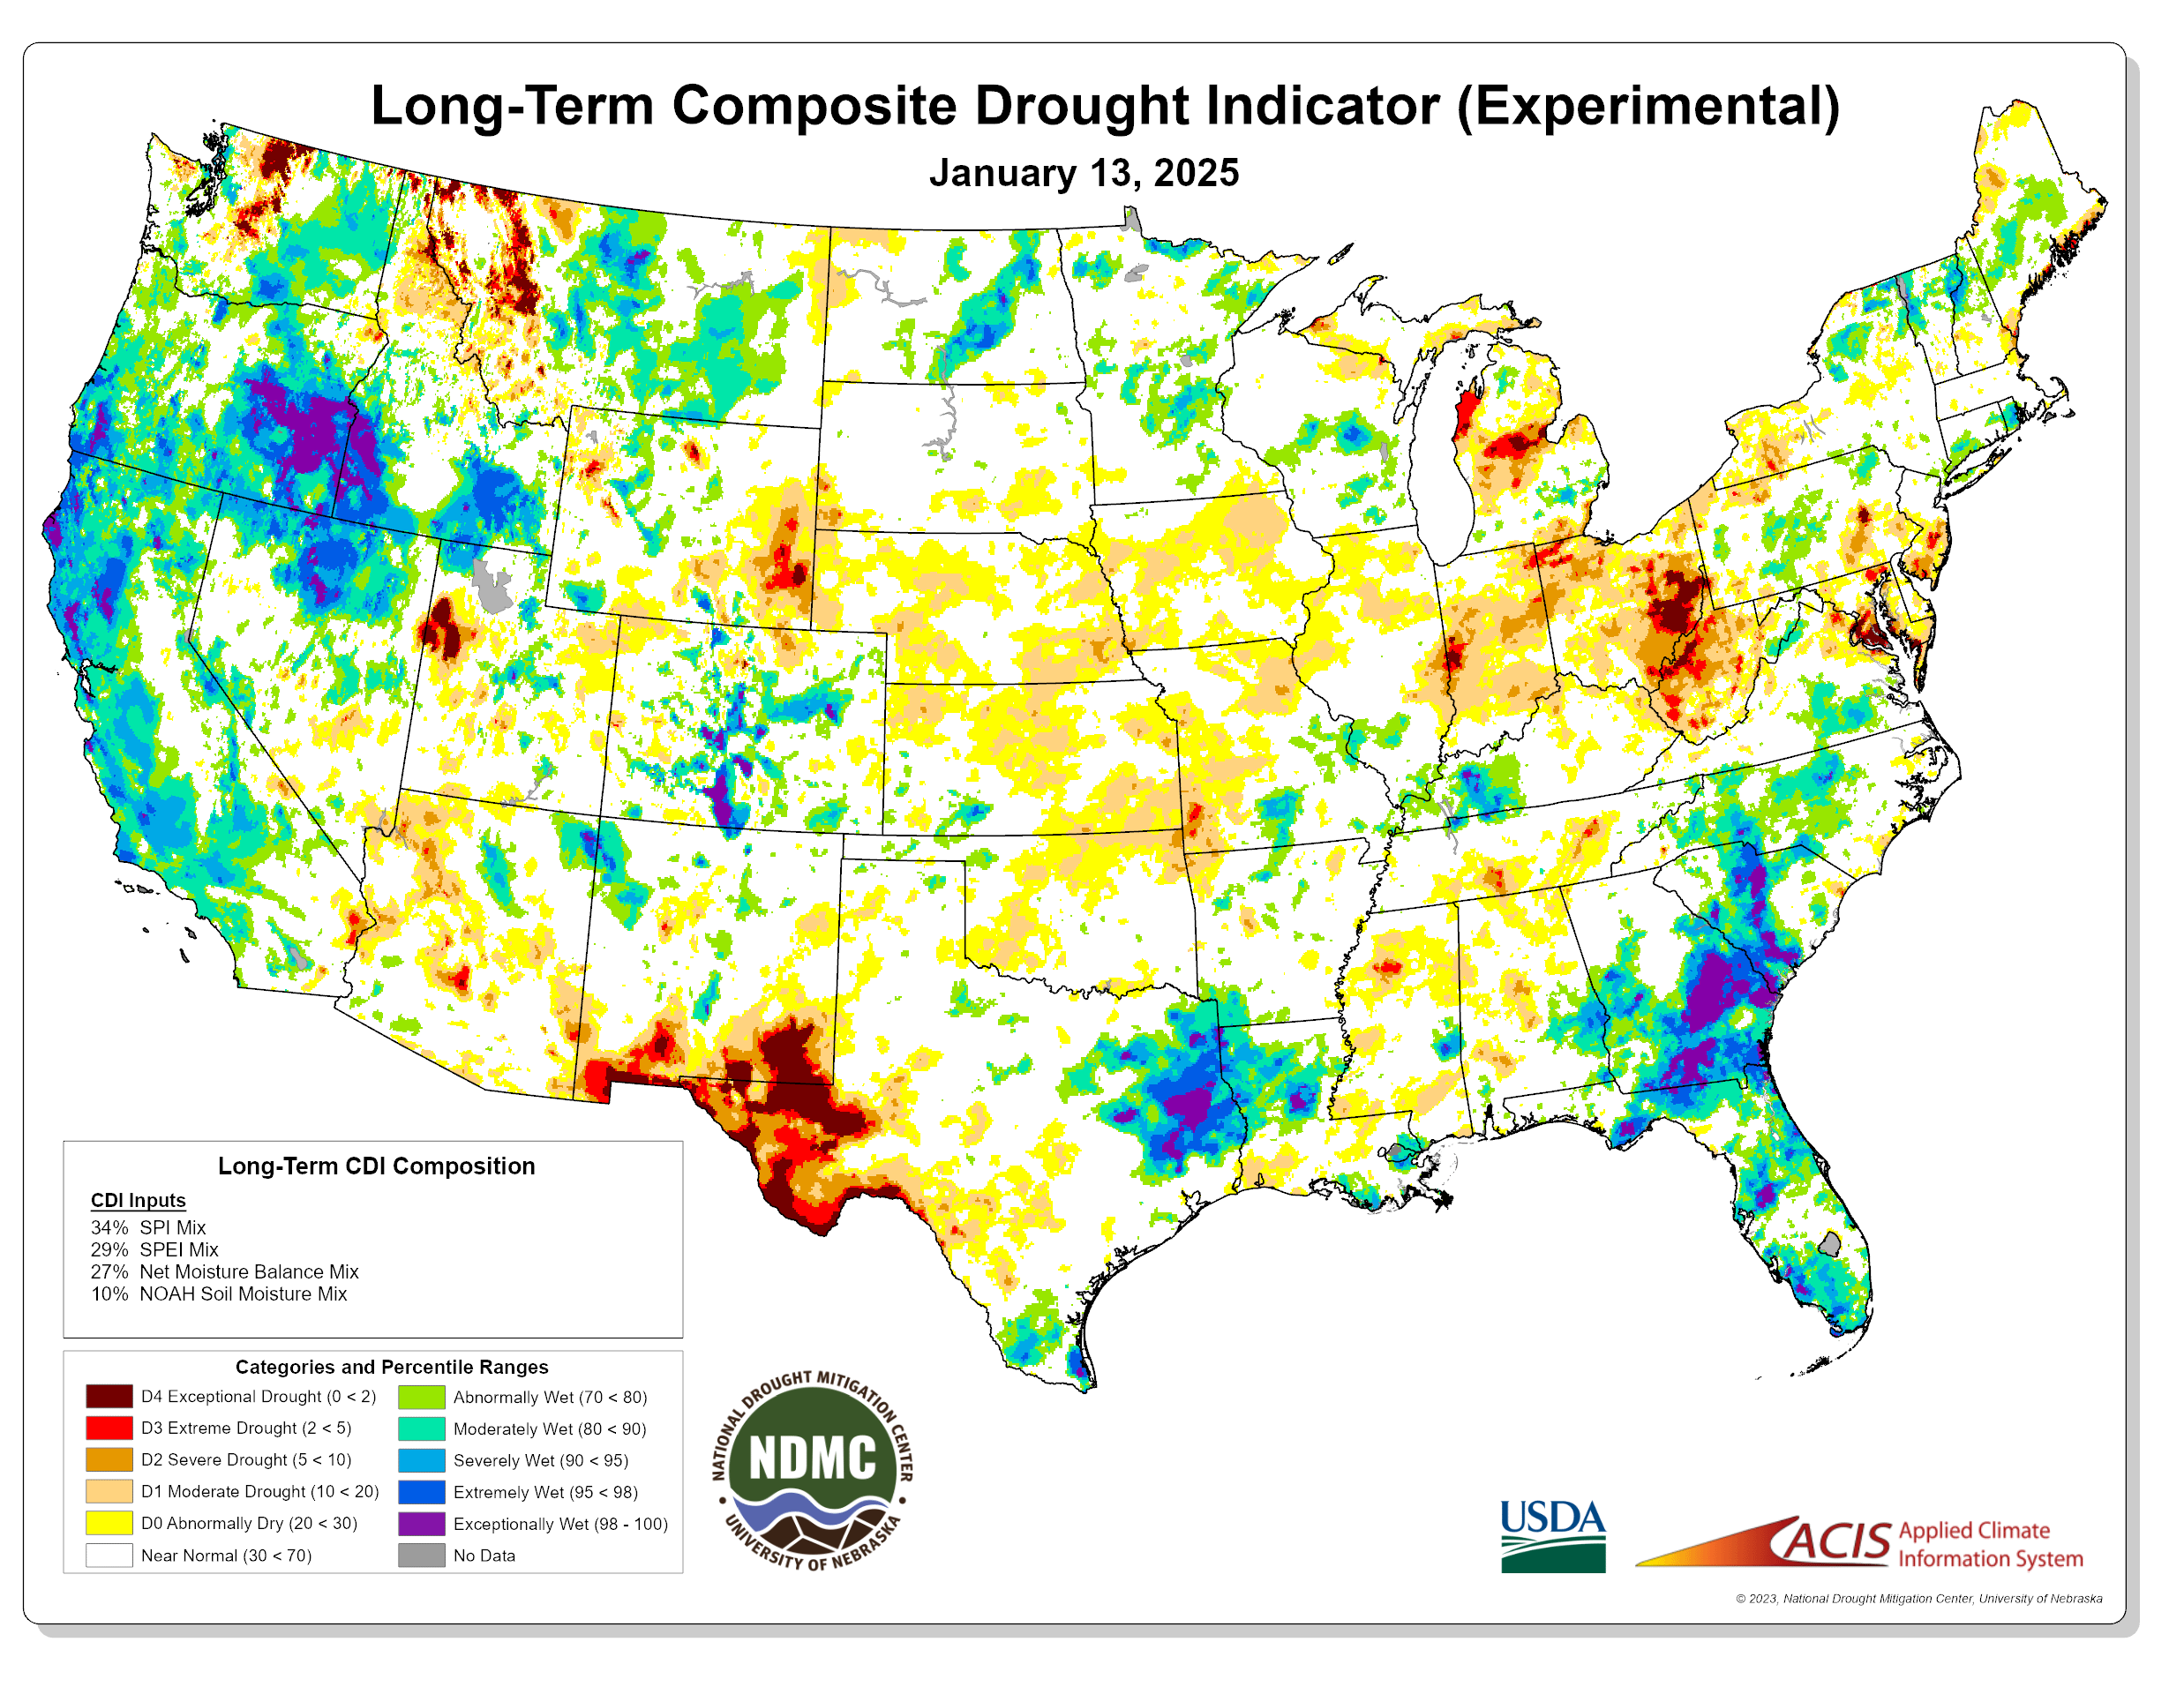 Long-Term Composite Drought Indicator (Experimental)
January 13, 2025
Long-Term CDI Composition
CDI Inputs
34% SPI Mix
29% SPEI Mix
27% Net Moisture Balance Mix
10% NOAH Soil Moisture Mix
Categories and Percentile Ranges
D4 Exceptional Drought (0 < 2)
D3 Extreme Drought (2 < 5)
D2 Severe Drought (5 < 10)
D1 Moderate Drought (10 < 20)
D0 Abnormally Dry (20 < 30)
Near Normal (30 < 70)
Abnormally Wet (70 < 80)
Moderately Wet (80 < 90)
Severely Wet (90 < 95)
Extremely Wet (95 < 98)
Exceptionally Wet (98 - 100)
No Data
NATIONAL DROUGHT MITIGATION CENTER
NDMC
UNIVERSITY OF NEBRASKA
USDA
ACIS Applied Climate
Information System
© 2023, National Drought Mitigation Center, University of Nebraska